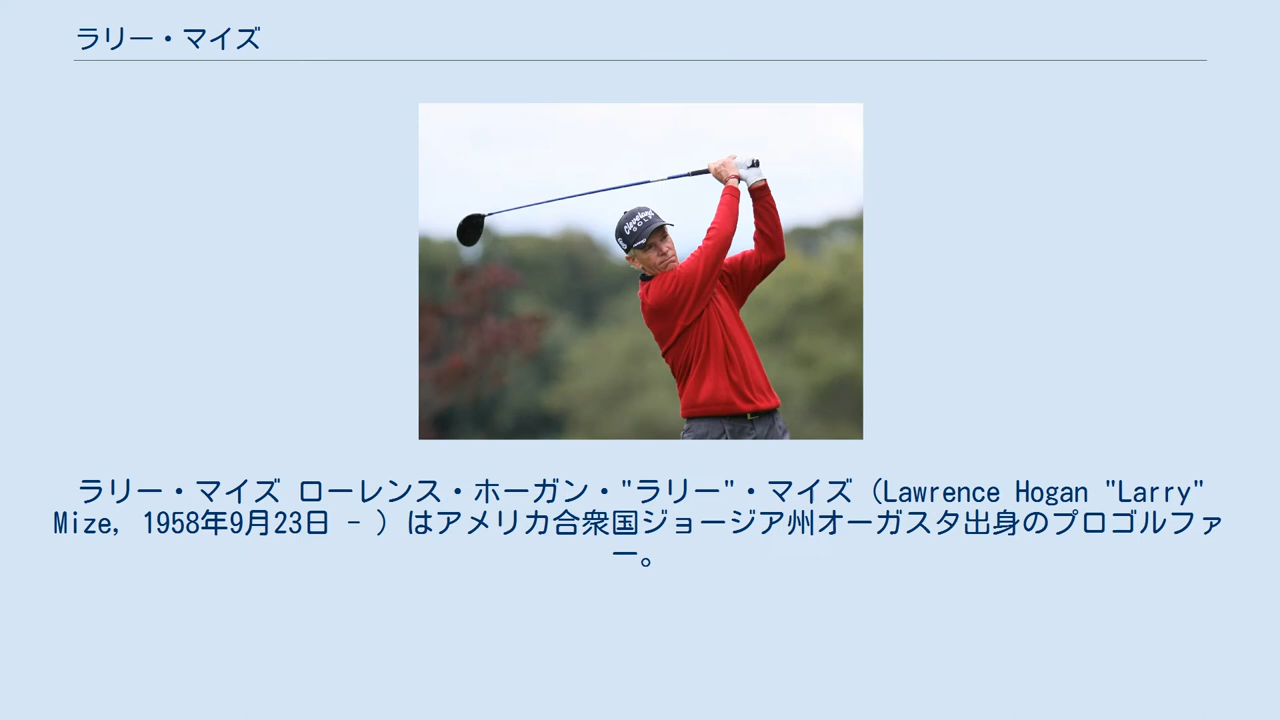 ラリー・マイズ
Cleveland
GOLF
ラリー・マイズ ローレンス・ホーガン・"ラリー"・マイズ（Lawrence Hogan "Larry"
Mize, 1958年9月23日 - ）はアメリカ合衆国ジョージア州オーガスタ出身のプロゴルファ
ー。